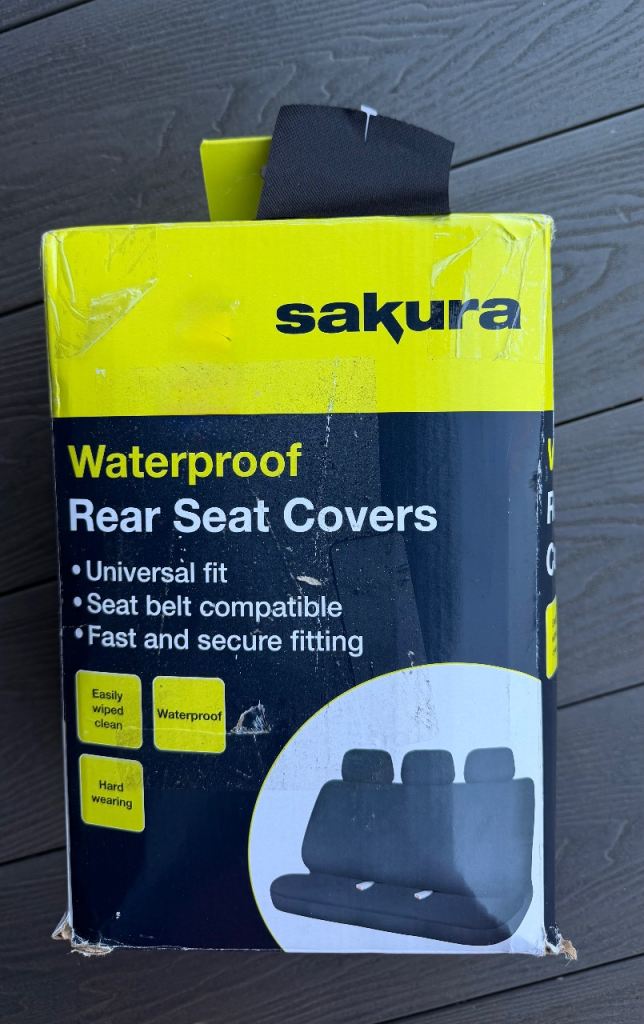 sakura
Waterproof
Rear Seat Covers
• Universal fit
• Seat belt compatible
• Fast and secure fitting
Easily
wiped
clean
Waterproof
Hard
wearing